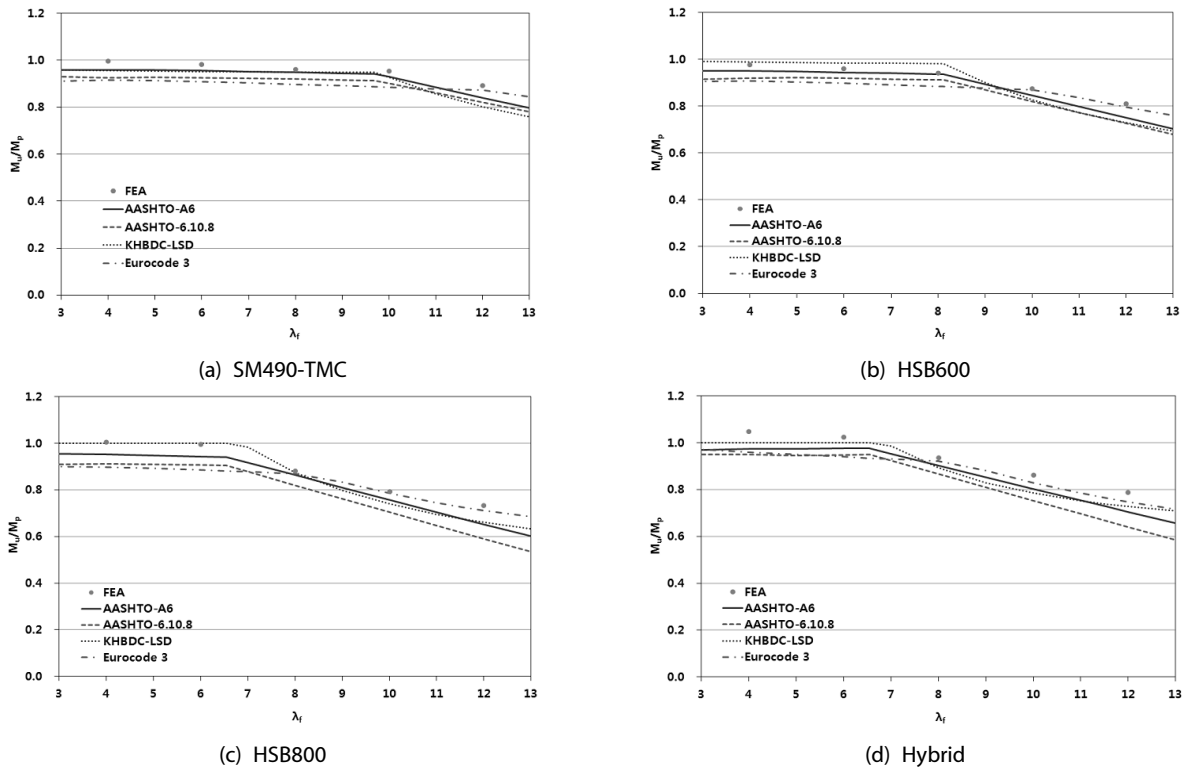 1.2
1.0
0.8
0.6
0.4
0.2
0.0
Mu/Mp
FEA
AASHTO-A6
AASHTO-6.10.8
KHBDC-LSD
Eurocode 3
3 4 5 6 7 8 9 10 11 12 13
λf
(a) SM490-TMC
1.2
1.0
0.8
0.6
0.4
0.2
0.0
Mu/Mp
FEA
AASHTO-A6
AASHTO-6.10.8
KHBDC-LSD
Eurocode 3
3 4 5 6 7 8 9 10 11 12 13
λf
(b) HSB600
1.2
1.0
0.8
0.6
0.4
0.2
0.0
Mu/Mp
FEA
AASHTO-A6
AASHTO-6.10.8
KHBDC-LSD
Eurocode 3
3 4 5 6 7 8 9 10 11 12 13
λf
(c) HSB800
1.2
1.0
0.8
0.6
0.4
0.2
0.0
Mu/Mp
FEA
AASHTO-A6
AASHTO-6.10.8
KHBDC-LSD
Eurocode 3
3 4 5 6 7 8 9 10 11 12 13
λf
(d) Hybrid